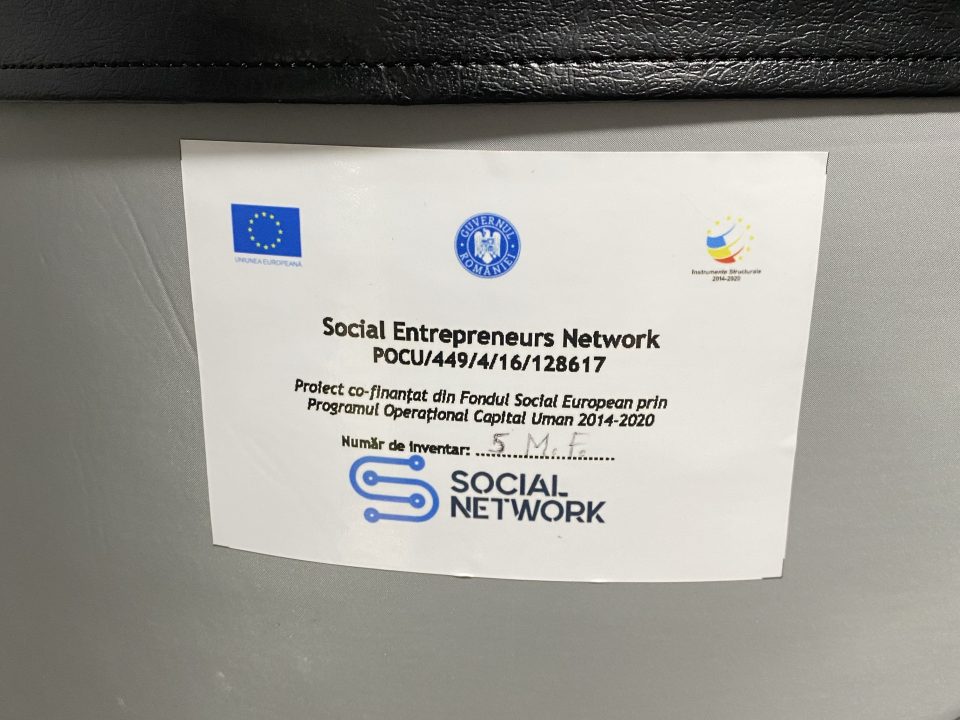 UNIUNEA EUROPEANĂ
GUVERNUL ROMÂNIEI
Instrumente Structurale
2014-2020
Social Entrepreneurs Network
POCU/449/4/16/128617
Proiect co-finanțat din Fondul Social European prin
Programul Operațional Capital Uman 2014-2020
Număr de inventar: 5 M. F.
SOCIAL
NETWORK